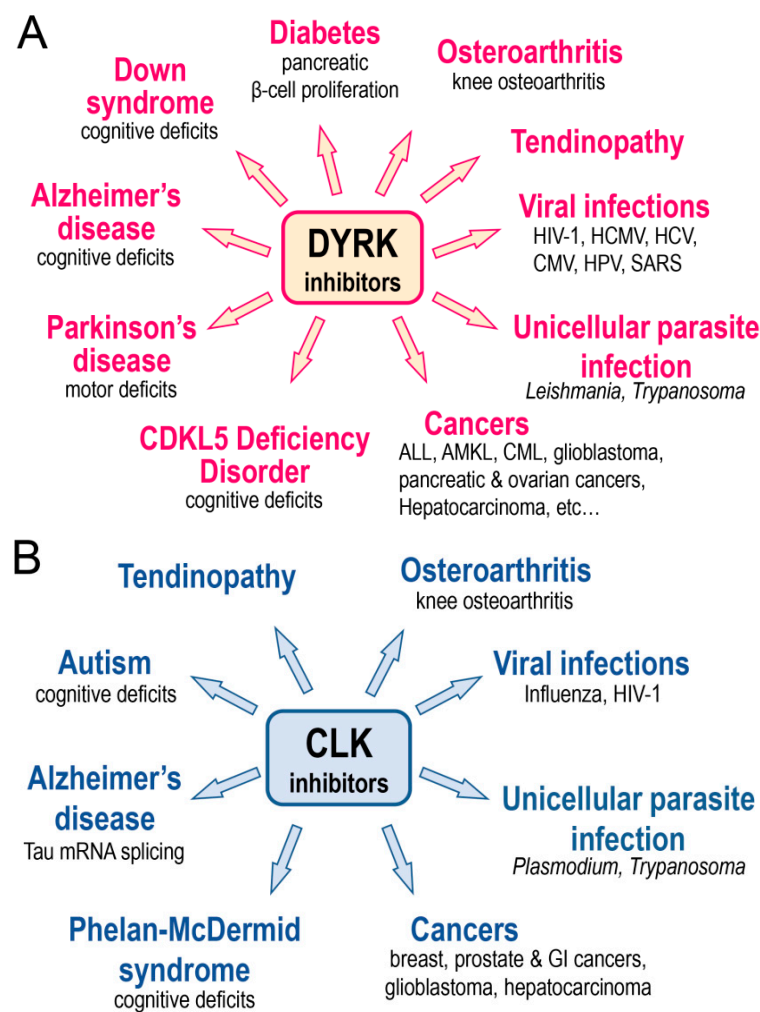 A
Diabetes
pancreatic
β-cell proliferation
Osteroarthritis
knee osteoarthritis
Down
syndrome
cognitive deficits
Tendinopathy
Alzheimer's
disease
cognitive deficits
DYRK
inhibitors
Viral infections
HIV-1, HCMV, HCV,
CMV, HPV, SARS
Parkinson's
disease
motor deficits
Unicellular parasite
infection
Leishmania, Trypanosoma
CDKL5 Deficiency
Disorder
cognitive deficits
Cancers
ALL, AMKL, CML, glioblastoma,
pancreatic & ovarian cancers,
Hepatocarcinoma, etc…
B
Tendinopathy
Osteroarthritis
knee osteoarthritis
Autism
cognitive deficits
Viral infections
Influenza, HIV-1
CLK
inhibitors
Alzheimer's
disease
Tau mRNA splicing
Unicellular parasite
infection
Plasmodium, Trypanosoma
Phelan-McDermid
syndrome
cognitive deficits
Cancers
breast, prostate & GI cancers,
glioblastoma, hepatocarcinoma